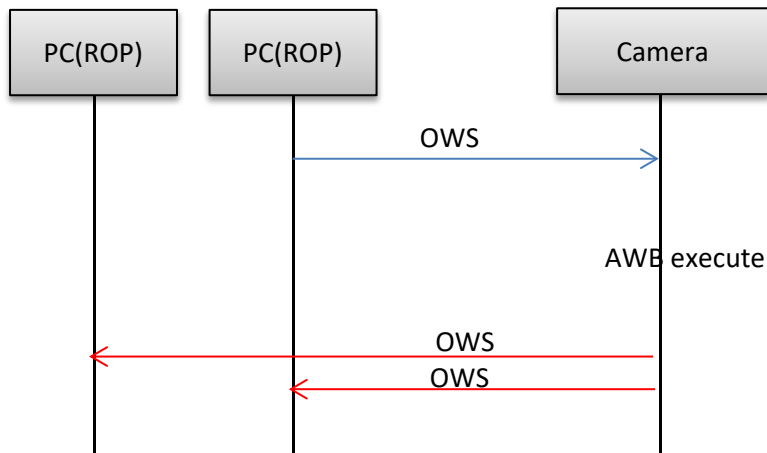 PC(ROP)
PC(ROP)
Camera
OWS
AWB execute
OWS
OWS